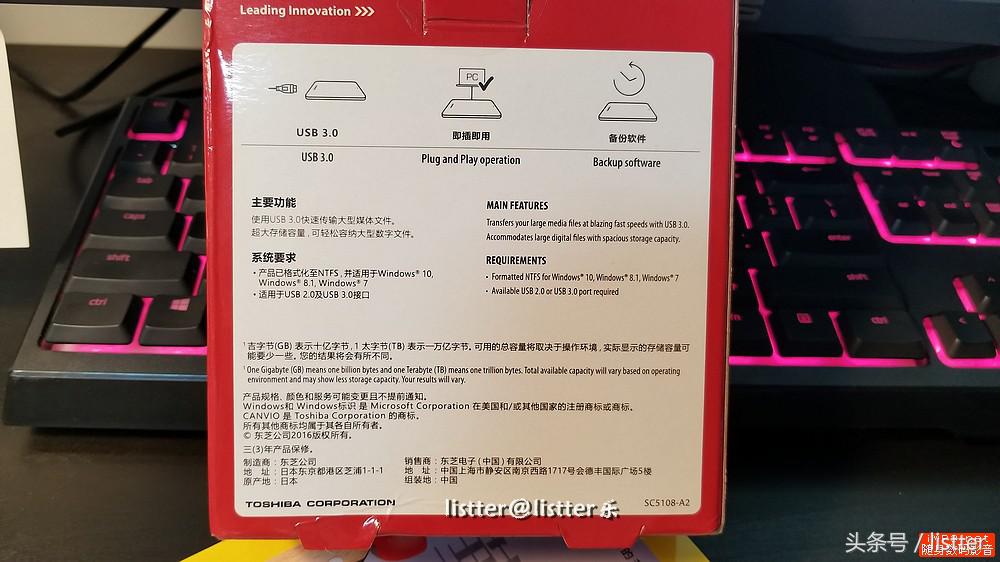 Leading Innovation >>>
PC
USB 3.0
即插即用
备份软件
USB 3.0
Plug and Play operation
Backup software
主要功能
使用USB 3.0快速传输大型媒体文件。
超大存储容量,可轻松容纳大型数字文件。
系统要求
• 产品已格式化至NTFS,并适用于Windows® 10,
Windows® 8.1, Windows® 7
• 适用于USB 2.0及USB 3.0接口
MAIN FEATURES
Transfers your large media files at blazing fast speeds with USB 3.0.
Accommodates large digital files with spacious storage capacity.
REQUIREMENTS
• Formatted NTFS for Windows® 10, Windows® 8.1, Windows® 7
• Available USB 2.0 or USB 3.0 port required
¹ 吉字节(GB) 表示十亿字节,1 太字节(TB) 表示一万亿字节。可用的总容量将取决于操作环境,实际显示的存储容量可
能要少一些。您的结果将会有所不同。
¹ One Gigabyte (GB) means one billion bytes and one Terabyte (TB) means one trillion bytes. Total available capacity will vary based on operating
environment and may show less storage capacity. Your results will vary.
产品规格、颜色和服务可能变更且不提前通知。
Windows和 Windows标识 是 Microsoft Corporation 在美国和/或其他国家的注册商标或商标。
CANVIO 是 Toshiba Corporation 的商标。
所有其他商标均属于其各自所有者。
© 东芝公司2016版权所有。
三(3)年产品保修。
制造商:东芝公司
地 址:日本东京都港区芝浦1-1-1
原产地:日本
销售商:东芝电子(中国)有限公司
地 址:中国上海市静安区南京西路1717号会德丰国际广场5楼
组装地:中国
TOSHIBA CORPORATION
SC5108-A2
listter@listter乐
esc
tab
caps
shift
ctrl
enter
shift
fn
ctrl
的
头条号 / listter
随身数码影音